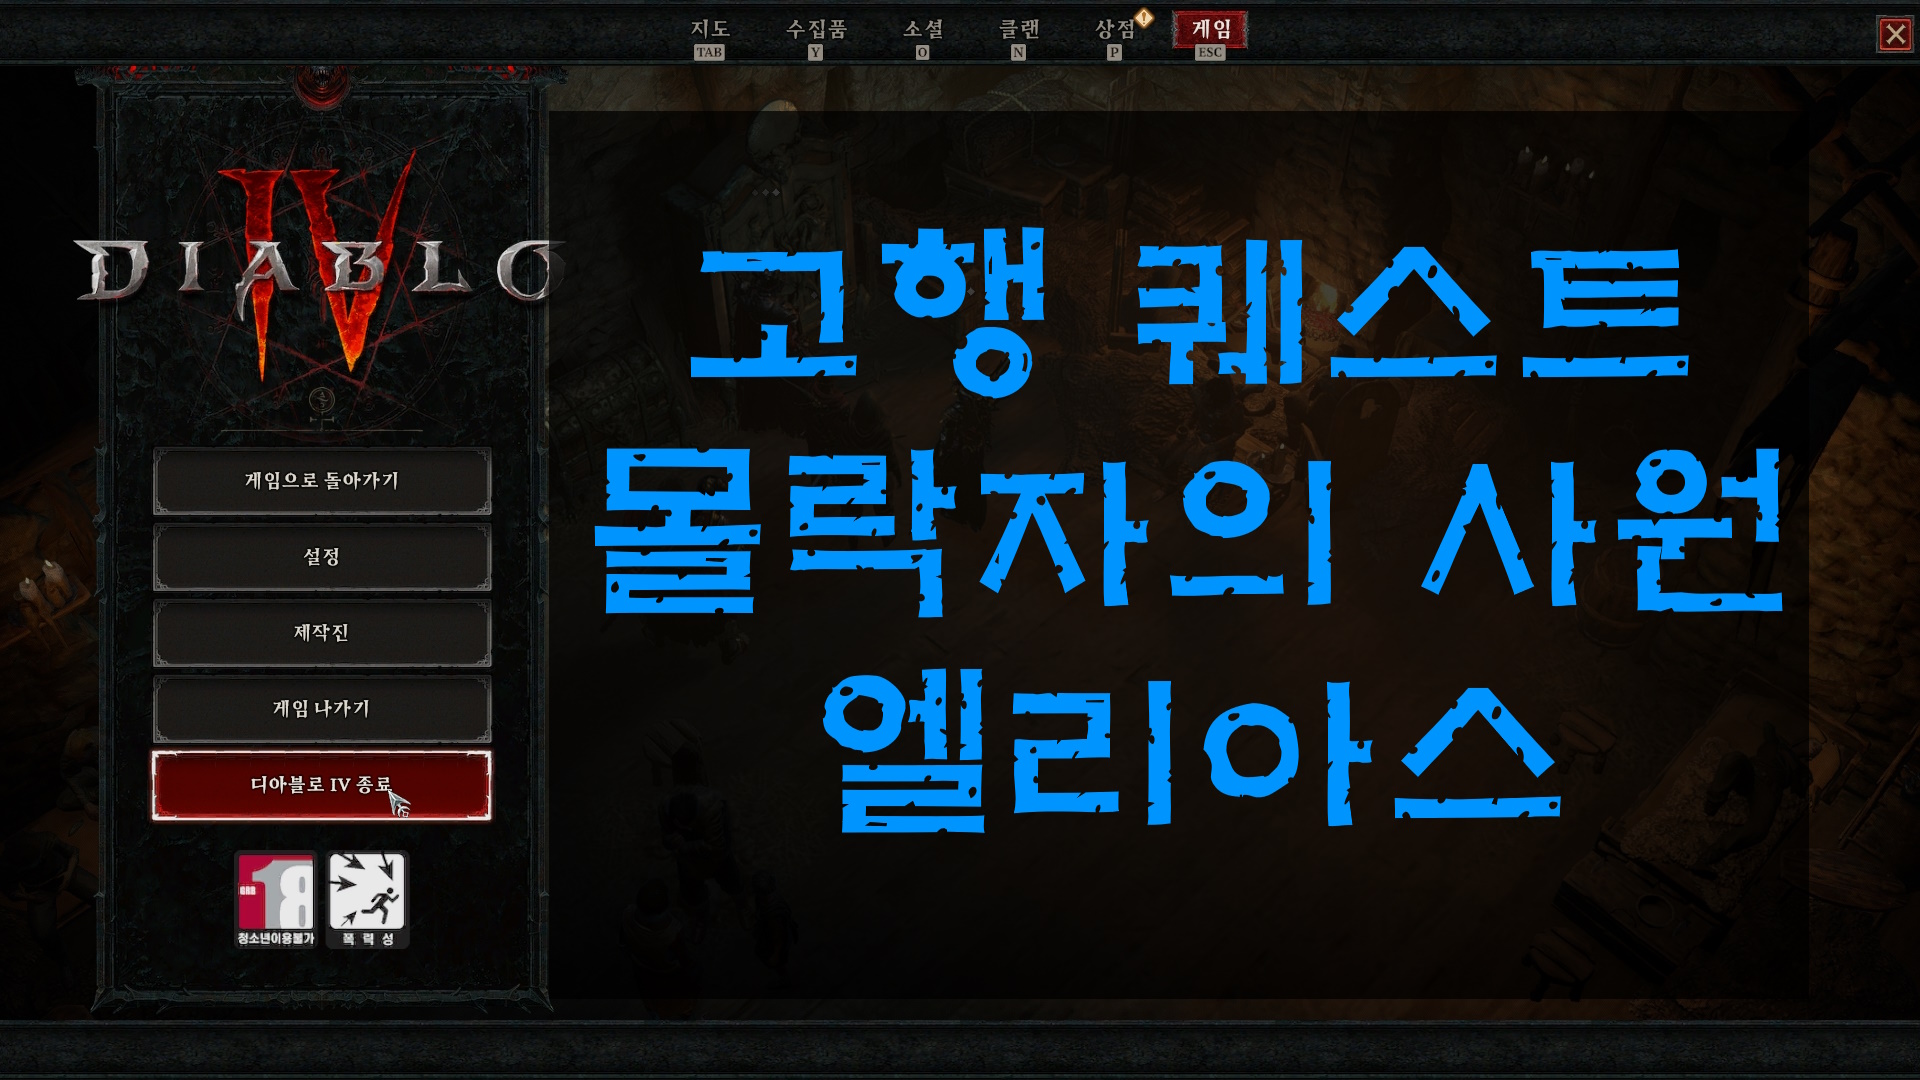 지도
TAB
수집품
Y
소셜
O
클랜
N
상점
P
게임
ESC
DIABLO
IV
고행 퀘스트
몰락자의 사원
엘리아스
게임으로 돌아가기
설정
제작진
게임 나가기
디아블로 IV 종료
GRB
18
청소년이용불가
폭력성